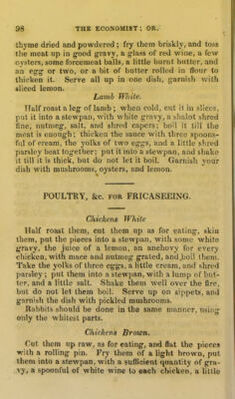 98 THE ECONOMIST; OR,
thyme dried and powdered; fry them briskly, and toss
the meat up in good gravy, a glass of red wine, a few
oysters, some forcemeat balls, a little burnt butter, and
an egg or two, or a bit of butter rolled in flour to
thicken it. Serve all up in one dish, garnish with
sliced lemon.
Lamb White.
Half roast a leg of lamb; when cold, cut it in slices,
put it into a stewpan, with white gravy, a shalot shred
fine, nutmeg, salt, and shred capers; boil it till the
meat is enough; thicken the sauce with three spoons-
ful of cream, the yolks of two eggs, and a little shred
parsley beat together; put it into a stewpan, and shake
it till it is thick, but do not let it boil. Garnish your
dish with mushrooms, oysters, and lemon.
POULTRY, &c. FOR FRICASEEING.
Chickens White
Half roast them, cut them up as for eating, skin
them, put the pieces into a stewpan, with some white
gravy, the juice of a lemon, an anchovy for every
chicken, with mace and nutmeg grated, and boil them.
Take the yolks of three eggs, a little cream, and shred
parsley; put them into a stewpan, with a lump of but-
ter, and a little salt. Shake them well over the fire,
but do not let them boil. Serve up on sippets, and
garnish the dish with pickled mushrooms.
Rabbits should be done in the same manner, using
only the whitest parts.
Chickens Brown.
Cut them up raw, as for eating, and flat the pieces
with a rolling pin. Fry them of a light brown, put
them into a stewpan, with a sufficient quantity of gra-
vy, a spoonful of white wine to each chicken, a little